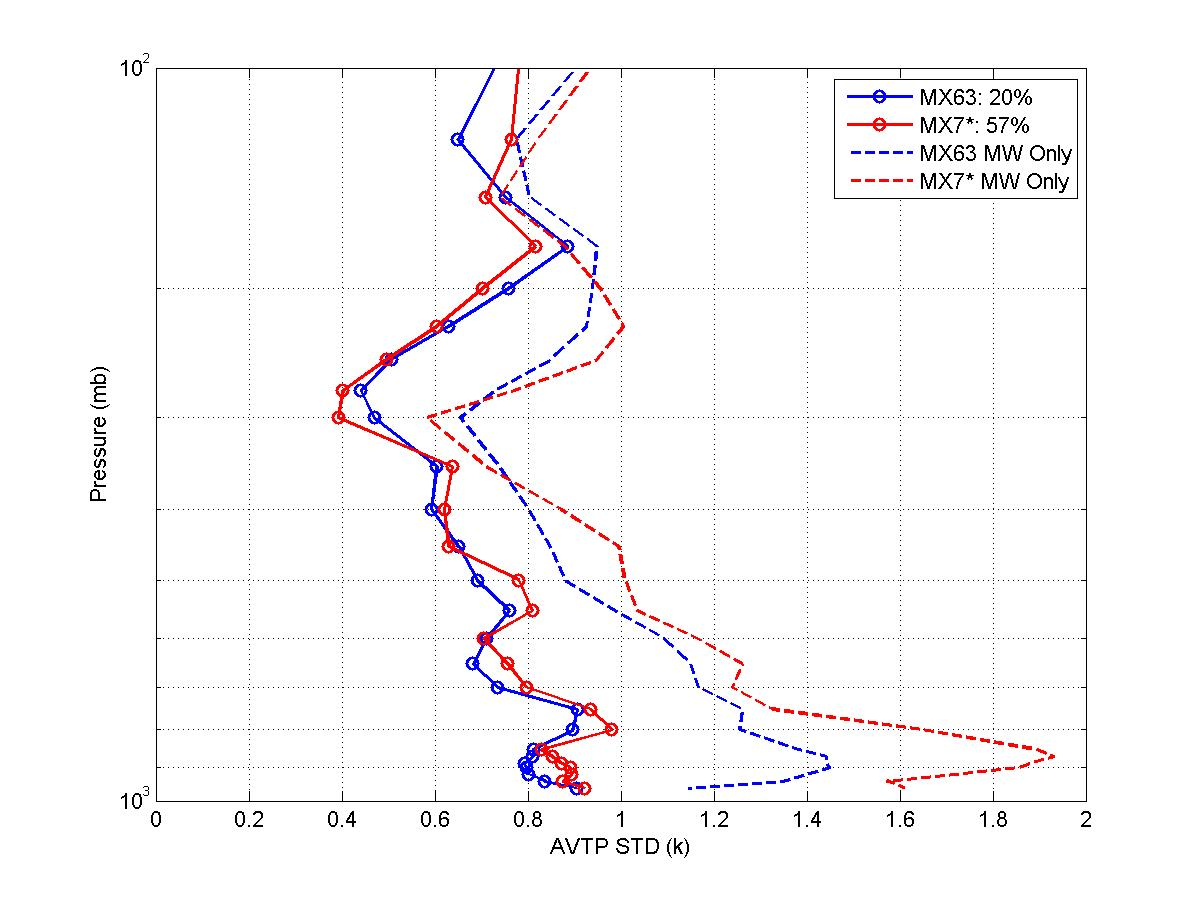 10²
MX63: 20%
MX7*: 57%
MX63 MW Only
MX7* MW Only
Pressure (mb)
10³
0 0.2 0.4 0.6 0.8 1 1.2 1.4 1.6 1.8 2
AVTP STD (k)